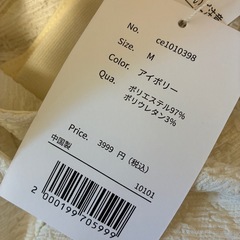 No. ce1010398
Size. M
Color. アイボリー
Qua.
ポリエステル97%
ポリウレタン3%
Price. 3999 円（税込）
中国製
10101
2 000199 705999